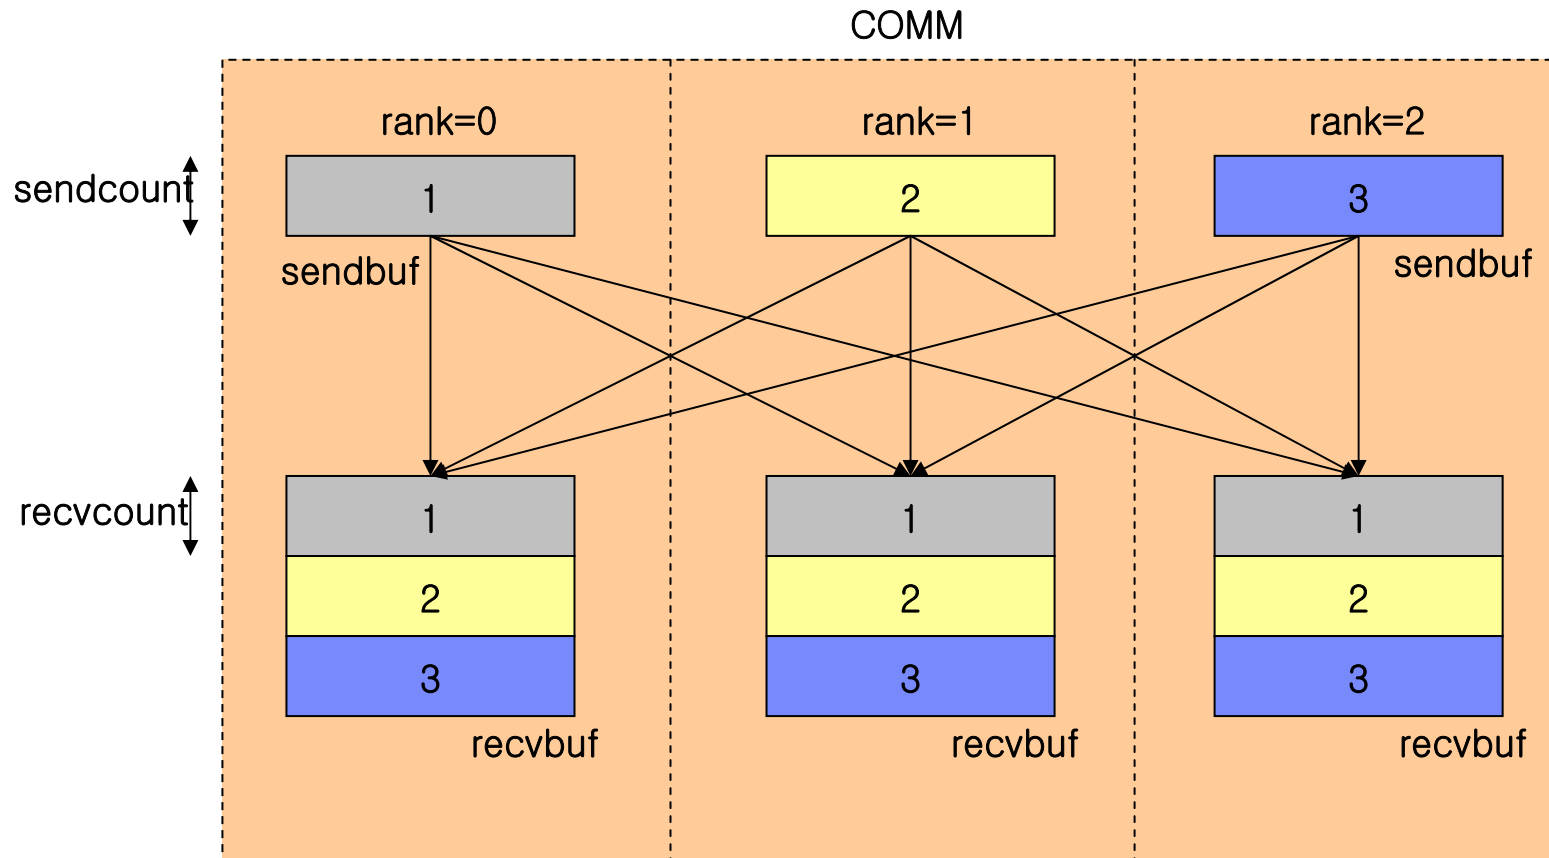 COMM
rank=0 rank=1 rank=2
sendcount
1 2 3
sendbuf sendbuf
recvcount
1 1 1
2 2 2
3 3 3
recvbuf recvbuf recvbuf